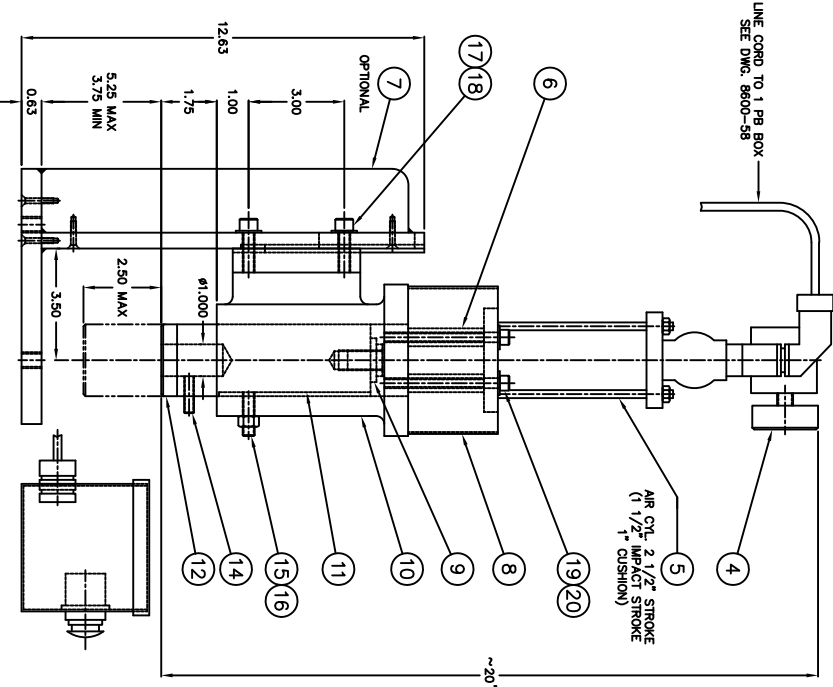 LINE CORD TO 1 PB BOX
SEE DWG. 8600-58
4
AIR CYL. 2 1/2" STROKE
(1 1/2" IMPACT STROKE
1" CUSHION)
5
19
20
6
8
17
18
7
OPTIONAL
9
10
11
15
16
14
12
12.63
3.00
1.00
1.75
5.25 MAX
3.75 MIN
0.63
ø1.000
2.50 MAX
3.50
~20"